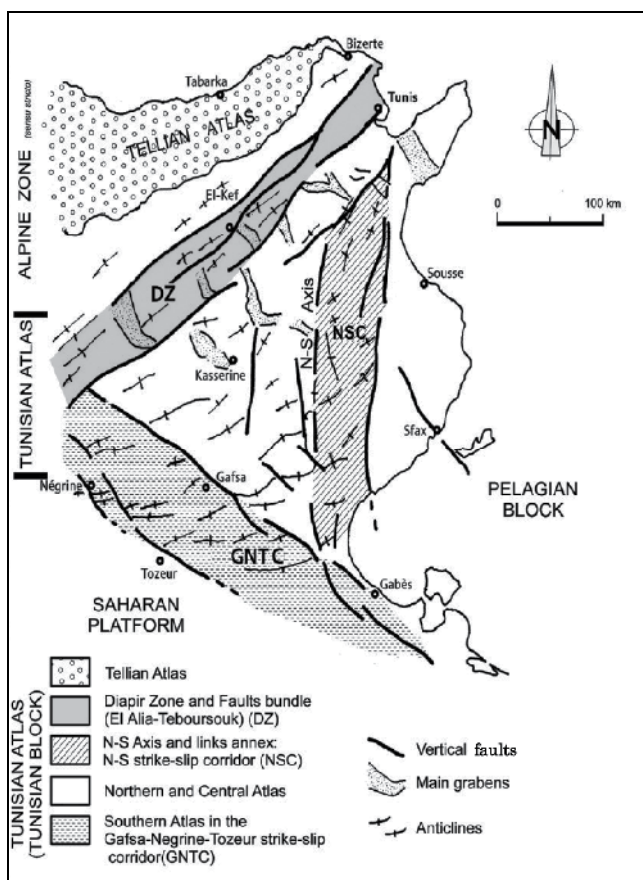 Bizerte
Tabarka
Tunis
TELLIAN ATLAS
(sensu stricto)
ALPINE ZONE
N
El-Kef
100 km
Sousse
DZ
N-S Axis
NSC
Kasserine
TUNISIAN ATLAS
Sfax
Négrine
Gafsa
PELAGIAN
BLOCK
GNTC
Tozeur
Gabès
SAHARAN
PLATFORM
TUNISIAN ATLAS
(TUNISIAN BLOCK)
Tellian Atlas
Diapir Zone and Faults bundle
(El Alia-Teboursouk) (DZ)
N-S Axis and links annex:
N-S strike-slip corridor (NSC)
Northern and Central Atlas
Southern Atlas in the
Gafsa-Negrine-Tozeur strike-slip
corridor(GNTC)
Vertical faults
Main grabens
Anticlines